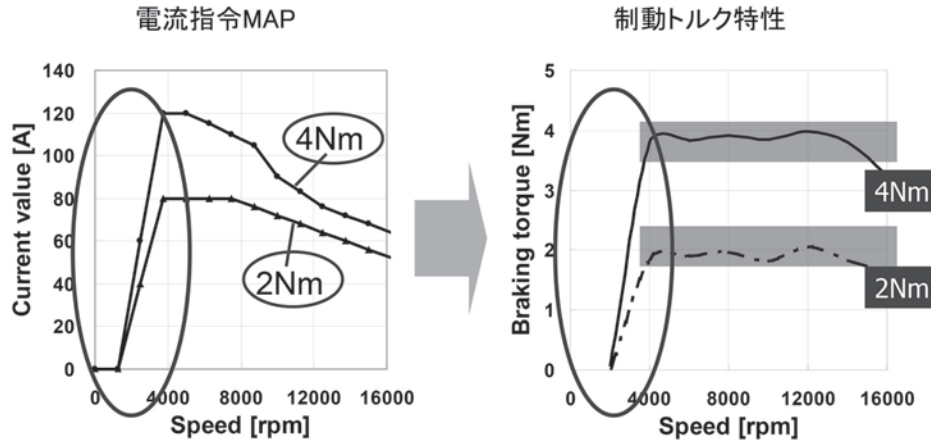 電流指令MAP
制動トルク特性
Current value [A]
140
120
100
80
60
40
20
0
0 4000 8000 12000 16000
Speed [rpm]
4Nm
2Nm
Braking torque [Nm]
5
4
3
2
1
0
0 4000 8000 12000 16000
Speed [rpm]
4Nm
2Nm